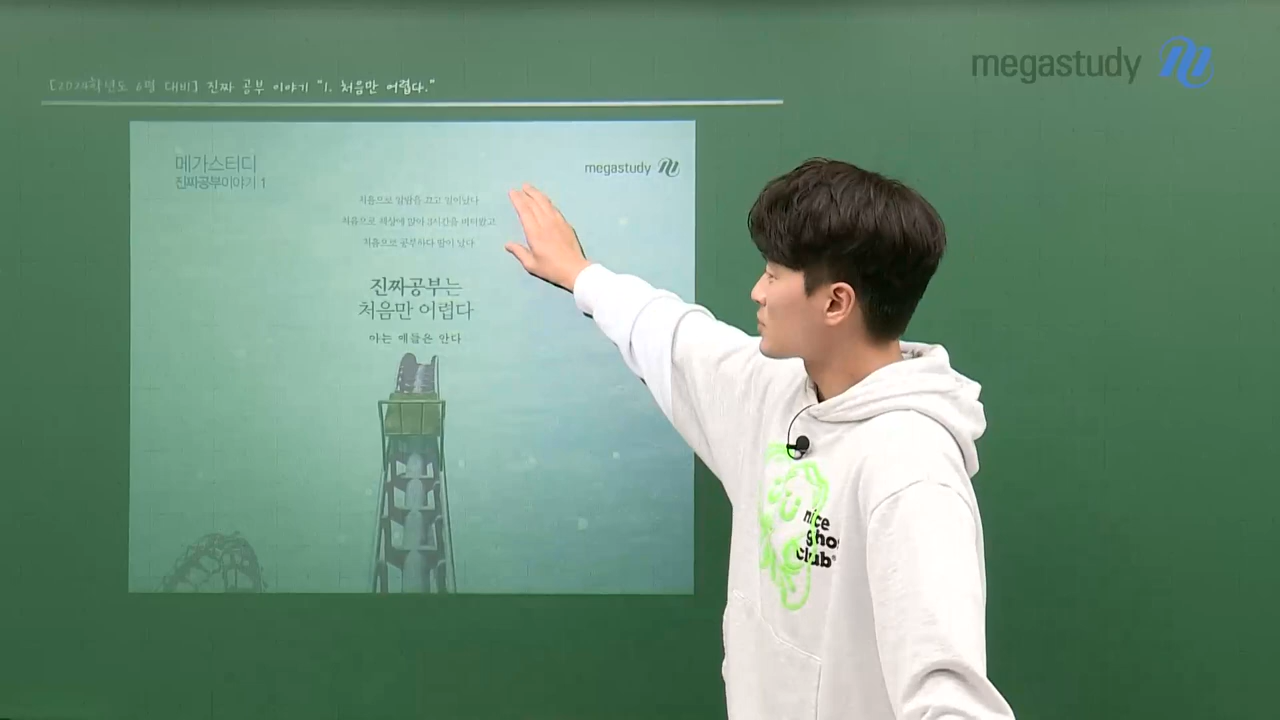 megastudy
[2024학년도 6평 대비] 진짜 공부 이야기 "1. 처음만 어렵다."
메가스터디
진짜공부이야기 1
megastudy
처음으로 알람을 끄고 일어났다
처음으로 책상에 앉아 3시간을 버텨봤고
처음으로 공부하다 밤이 났다
진짜공부는
처음만 어렵다
아는 애들은 안다
nice
gho
club